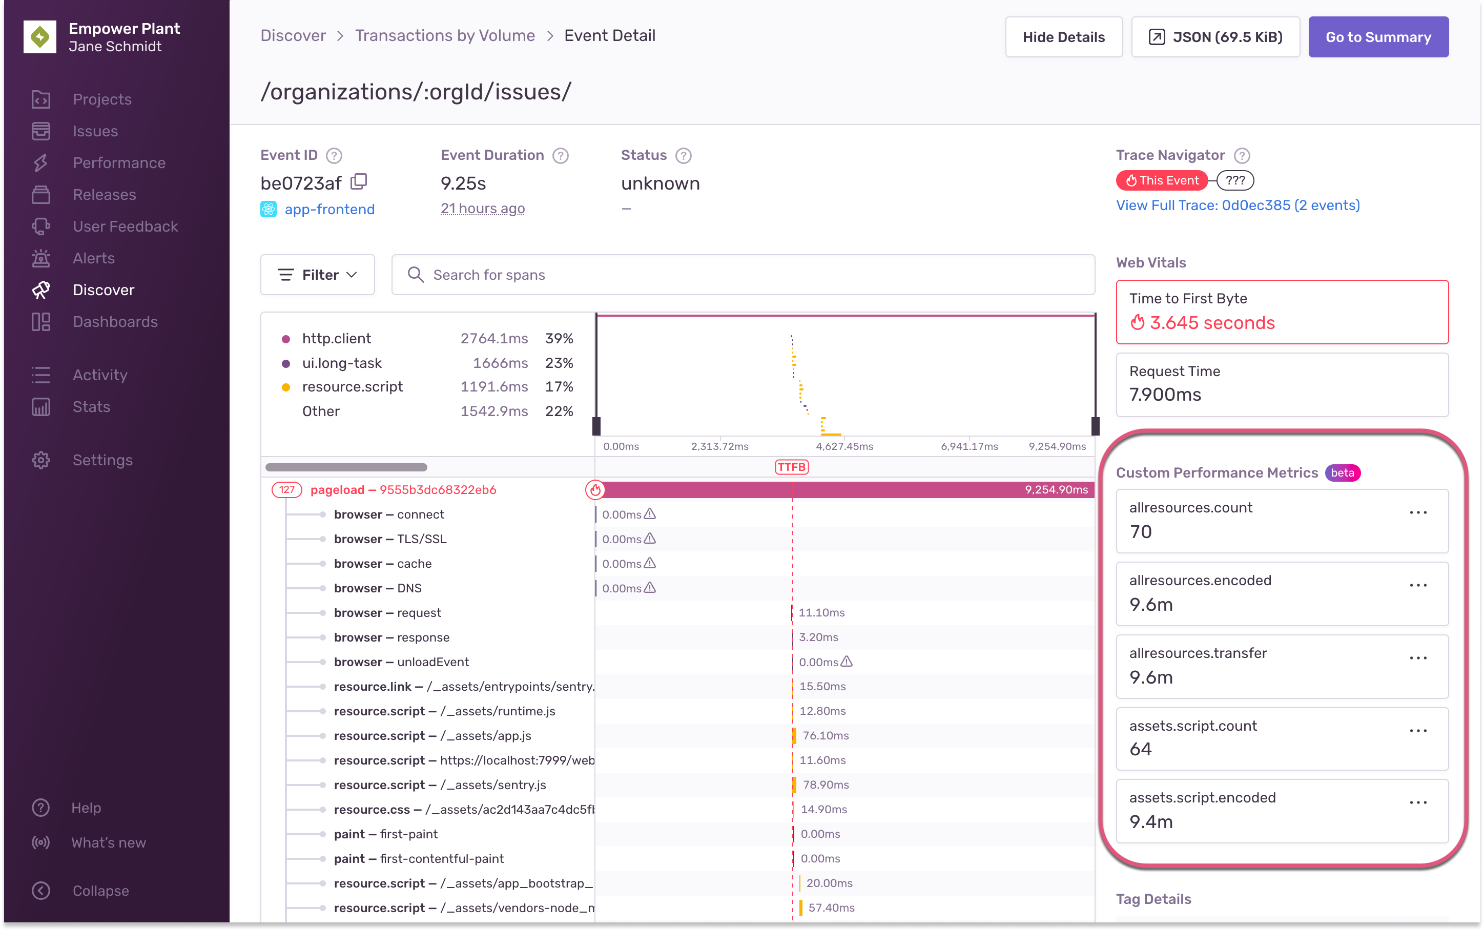 Empower Plant
Jane Schmidt
Projects
Issues
Performance
Releases
User Feedback
Alerts
Discover
Dashboards
Activity
Stats
Settings
Help
What's new
Collapse
Discover > Transactions by Volume > Event Detail
Hide Details
JSON (69.5 KiB)
Go to Summary
/organizations/:orgId/issues/
Event ID
be0723af
app-frontend
Event Duration
9.25s
21 hours ago
Status
unknown
—
Trace Navigator
This Event ???
View Full Trace: 0d0ec385 (2 events)
Filter
Search for spans
http.client 2764.1ms 39%
ui.long-task 1666ms 23%
resource.script 1191.6ms 17%
Other 1542.9ms 22%
0.00ms 2,313.72ms 4,627.45ms 6,941.17ms 9,254.90ms
TTFB
127 pageload — 9555b3dc68322eb6 9,254.90ms
browser — connect 0.00ms
browser — TLS/SSL 0.00ms
browser — cache 0.00ms
browser — DNS 0.00ms
browser — request 11.10ms
browser — response 3.20ms
browser — unloadEvent 0.00ms
resource.link — /_assets/entrypoints/sentry. 15.50ms
resource.script — /_assets/runtime.js 12.80ms
resource.script — /_assets/app.js 76.10ms
resource.script — https://localhost:7999/web 11.60ms
resource.script — /_assets/sentry.js 78.90ms
resource.css — /_assets/ac2d143aa7c4dc5f 14.90ms
paint — first-paint 0.00ms
paint — first-contentful-paint 0.00ms
resource.script — /_assets/app_bootstrap_ 20.00ms
resource.script — /_assets/vendors-node_m 57.40ms
Web Vitals
Time to First Byte
3.645 seconds
Request Time
7.900ms
Custom Performance Metrics beta
allresources.count
70
allresources.encoded
9.6m
allresources.transfer
9.6m
assets.script.count
64
assets.script.encoded
9.4m
Tag Details